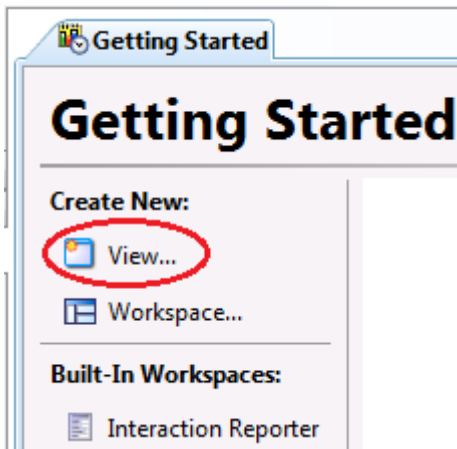 Getting Started
Getting Started
Create New:
View...
Workspace...
Built-In Workspaces:
Interaction Reporter